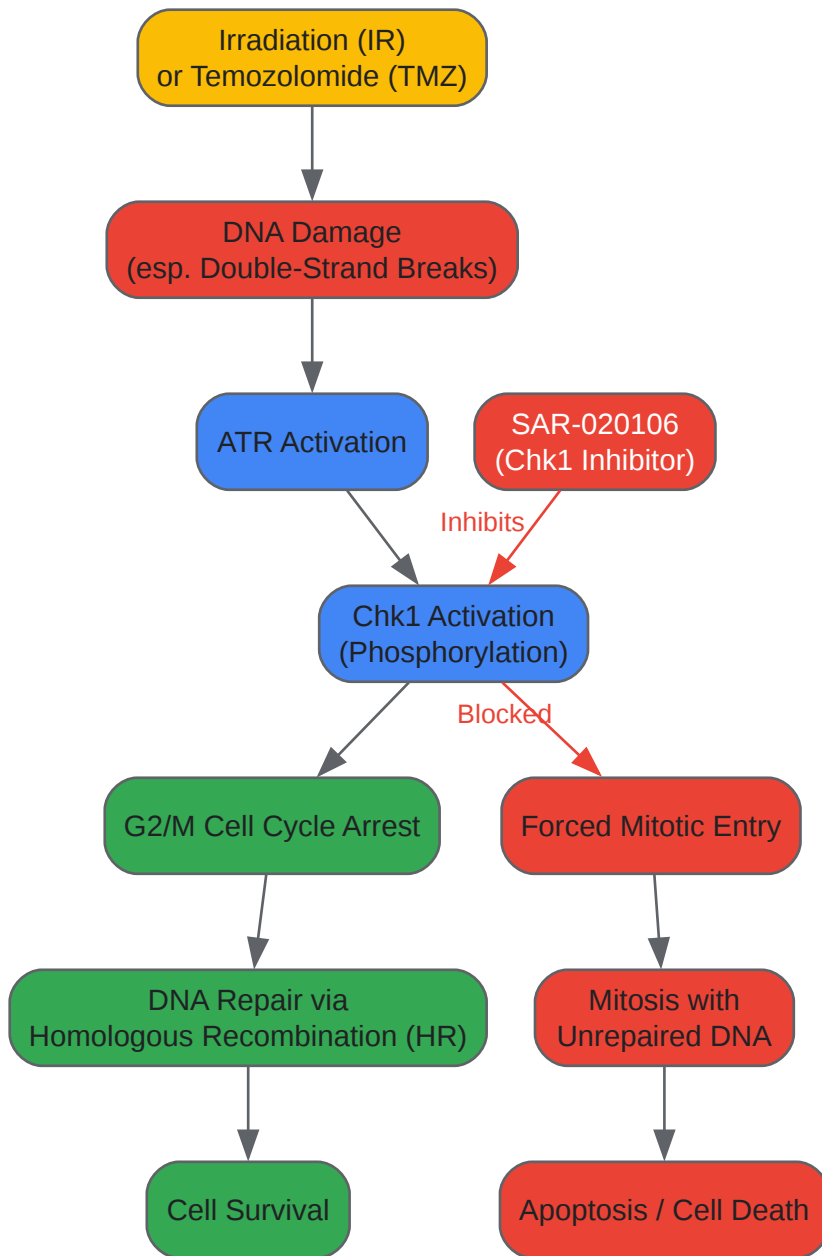 Irradiation (IR)
or Temozolomide (TMZ)
DNA Damage
(esp. Double-Strand Breaks)
ATR Activation
SAR-020106
(Chk1 Inhibitor)
Inhibits
Chk1 Activation
(Phosphorylation)
Blocked
G2/M Cell Cycle Arrest
Forced Mitotic Entry
DNA Repair via
Homologous Recombination (HR)
Mitosis with
Unrepaired DNA
Cell Survival
Apoptosis / Cell Death